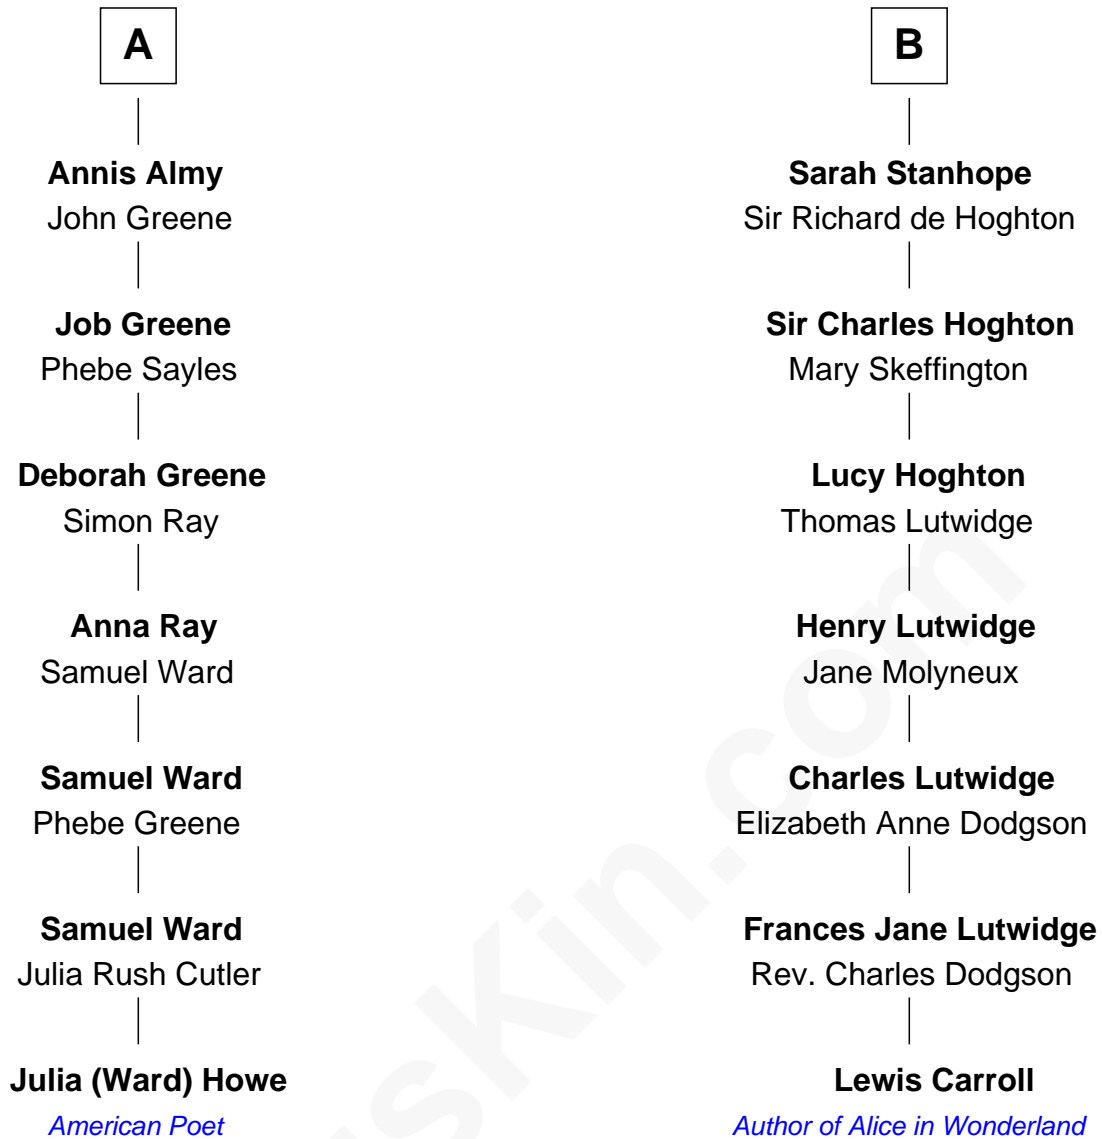 A
Annis Almy
John Greene
Job Greene
Phebe Sayles
Deborah Greene
Simon Ray
Anna Ray
Samuel Ward
Samuel Ward
Phebe Greene
Samuel Ward
Julia Rush Cutler
Julia (Ward) Howe
American Poet
B
Sarah Stanhope
Sir Richard de Hoghton
Sir Charles Hoghton
Mary Skeffington
Lucy Hoghton
Thomas Lutwidge
Henry Lutwidge
Jane Molyneux
Charles Lutwidge
Elizabeth Anne Dodgson
Frances Jane Lutwidge
Rev. Charles Dodgson
Lewis Carroll
Author of Alice in Wonderland
sKin.com